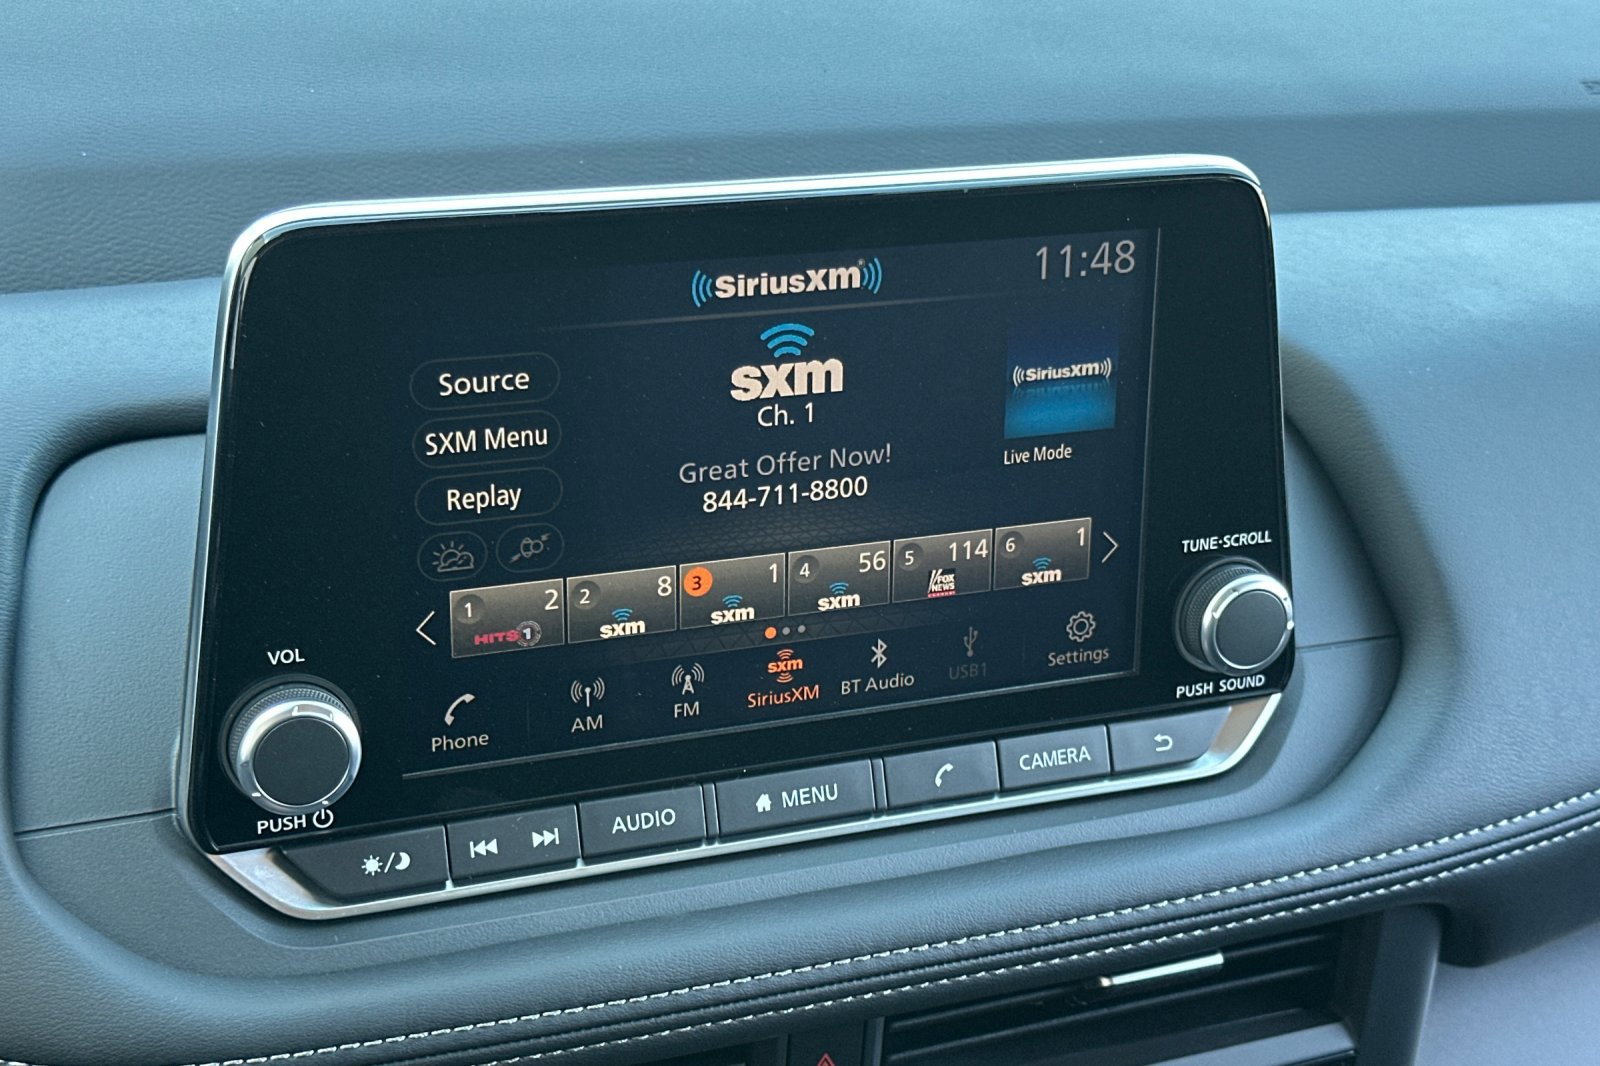 SiriusXM
11:48
sxm
Ch. 1
Source
SXM Menu
Replay
Great Offer Now!
844-711-8800
SiriusXM
Live Mode
1 2 HITS 1
2 8 sxm
3 1 sxm
4 56 sxm
5 114 FOX NEWS
6 1 sxm
Phone
AM
FM
sxm
SiriusXM
BT Audio
USB1
Settings
VOL
PUSH
TUNE·SCROLL
PUSH SOUND
AUDIO
MENU
CAMERA